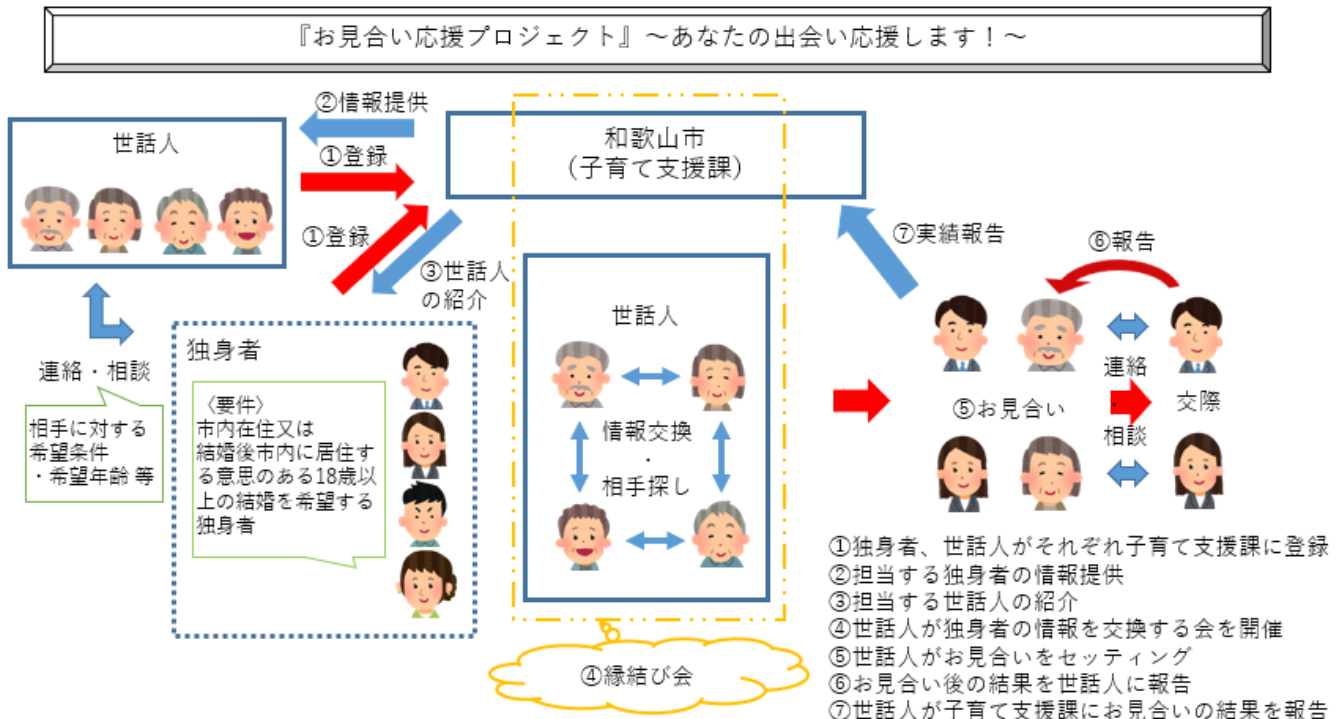 『お見合い応援プロジェクト』～あなたの出会い応援します！～
②情報提供
世話人
①登録
和歌山市
（子育て支援課）
①登録
③世話人
の紹介
⑦実績報告
⑥報告
連絡・相談
相手に対する
希望条件
・希望年齢 等
独身者
〈要件〉
市内在住又は
結婚後市内に居住す
る意思のある18歳以
上の結婚を希望する
独身者
世話人
情報交換
・
相手探し
④縁結び会
⑤お見合い
連絡
・
相談
交際
①独身者、世話人がそれぞれ子育て支援課に登録
②担当する独身者の情報提供
③担当する世話人の紹介
④世話人が独身者の情報を交換する会を開催
⑤世話人がお見合いをセッティング
⑥お見合い後の結果を世話人に報告
⑦世話人が子育て支援課にお見合いの結果を報告